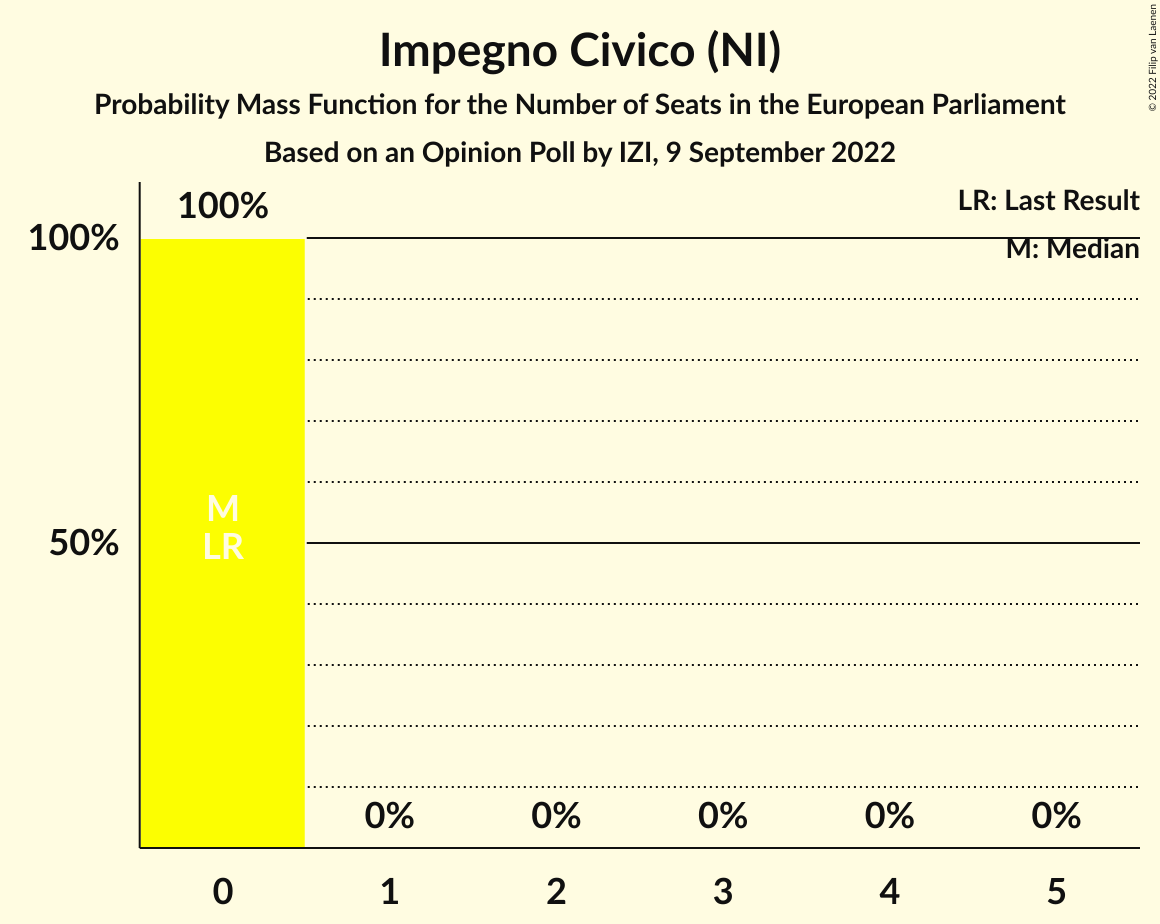 Impegno Civico (NI)
Probability Mass Function for the Number of Seats in the European Parliament
Based on an Opinion Poll by IZI, 9 September 2022
© 2022 Filip van Laenen
LR: Last Result
M: Median
100%
100%
50%
M
LR
0%
0%
0%
0%
0%
0
1
2
3
4
5